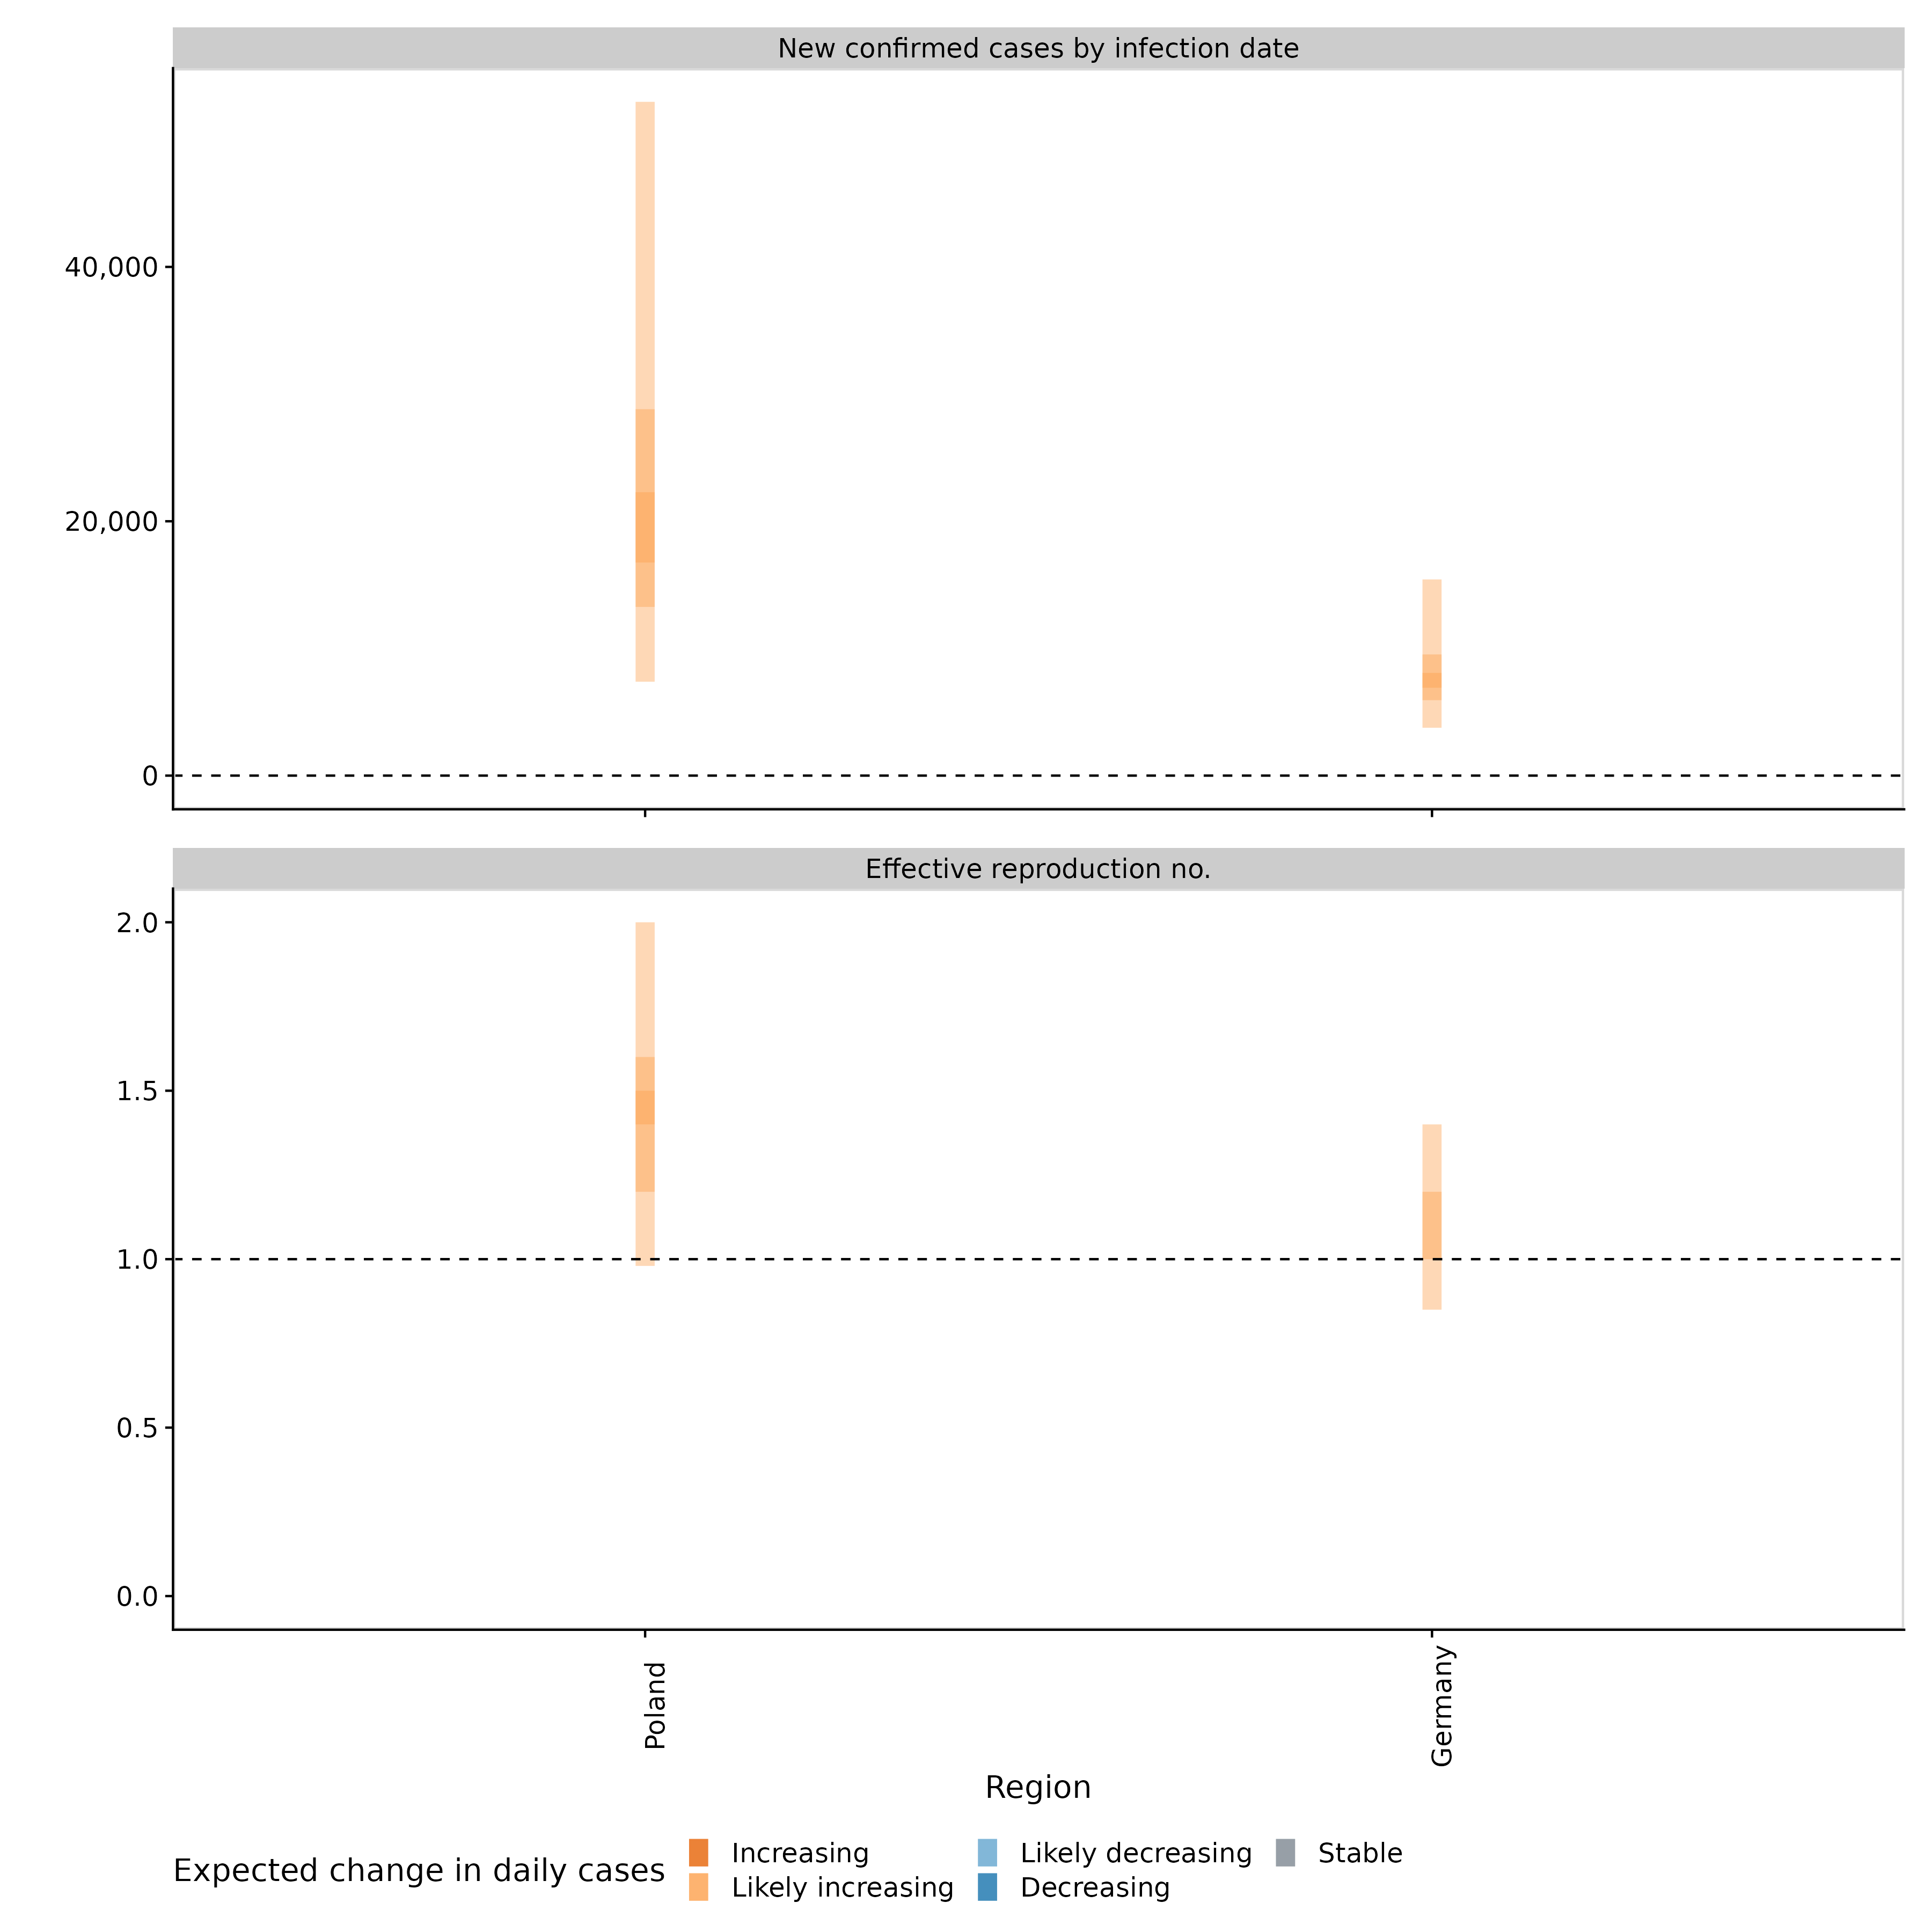 New confirmed cases by infection date
40,000
20,000
0
Effective reproduction no.
2.0
1.5
1.0
0.5
0.0
Poland
Germany
Region
Expected change in daily cases
Increasing
Likely increasing
Likely decreasing
Decreasing
Stable